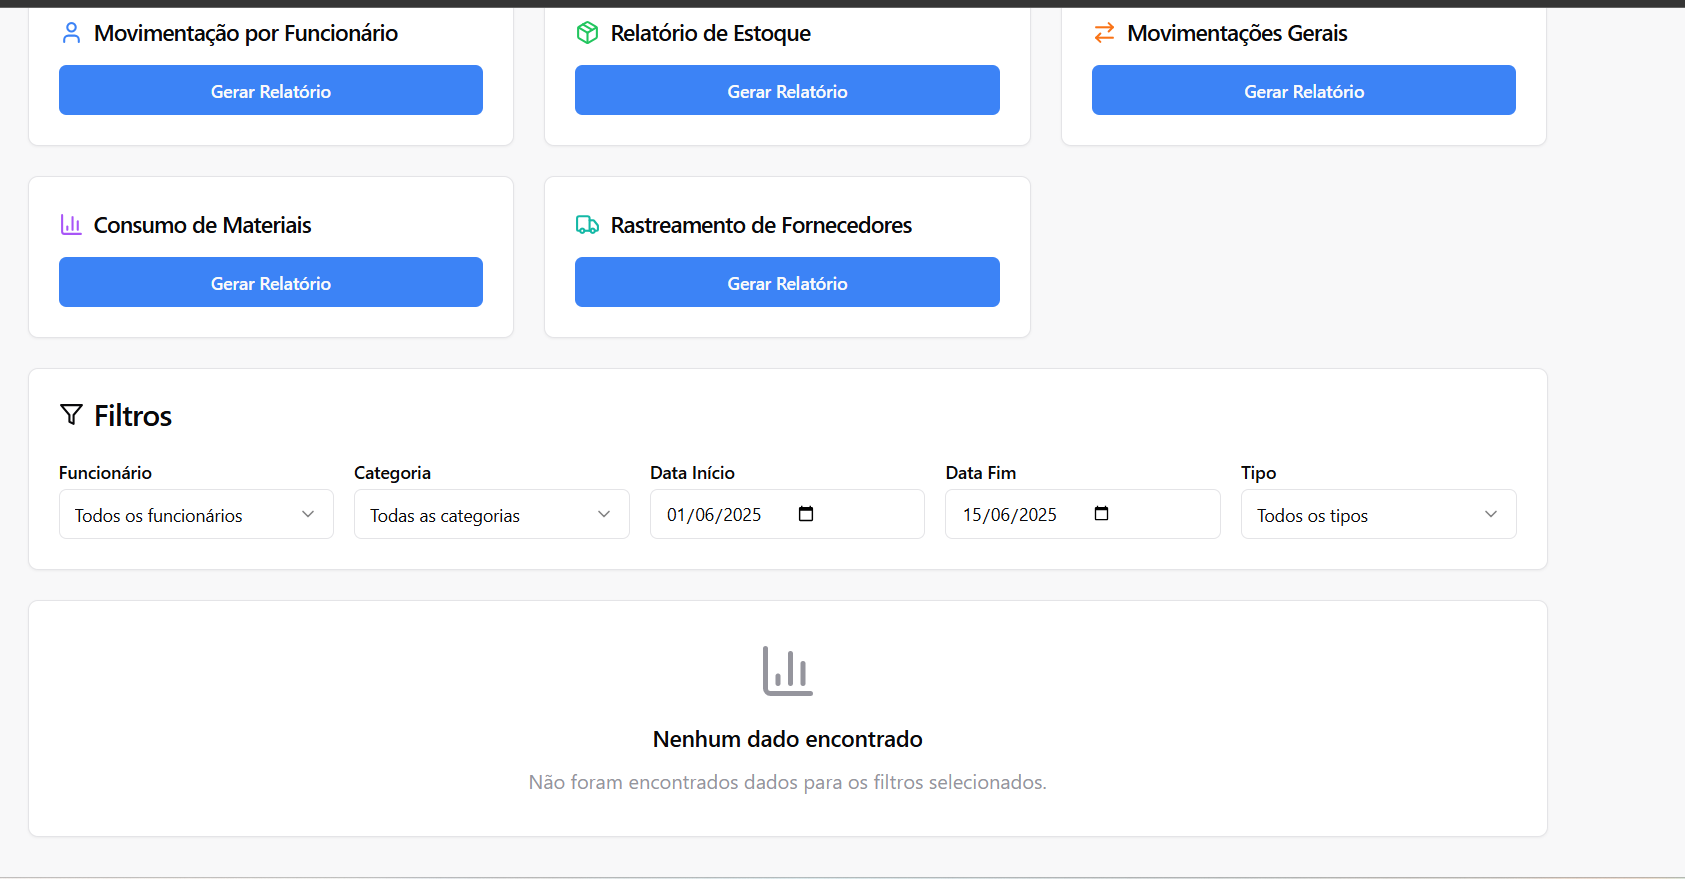 Movimentação por Funcionário
Gerar Relatório
Relatório de Estoque
Gerar Relatório
Movimentações Gerais
Gerar Relatório
Consumo de Materiais
Gerar Relatório
Rastreamento de Fornecedores
Gerar Relatório
Filtros
Funcionário
Todos os funcionários
Categoria
Todas as categorias
Data Início
01/06/2025
Data Fim
15/06/2025
Tipo
Todos os tipos
Nenhum dado encontrado
Não foram encontrados dados para os filtros selecionados.